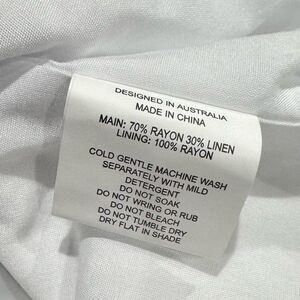 DESIGNED IN AUSTRALIA
MADE IN CHINA
MAIN: 70% RAYON 30% LINEN
LINING: 100% RAYON
COLD GENTLE MACHINE WASH
SEPARATELY WITH MILD
DETERGENT
DO NOT SOAK
DO NOT WRING OR RUB
DO NOT BLEACH
DO NOT TUMBLE DRY
DRY FLAT IN SHADE